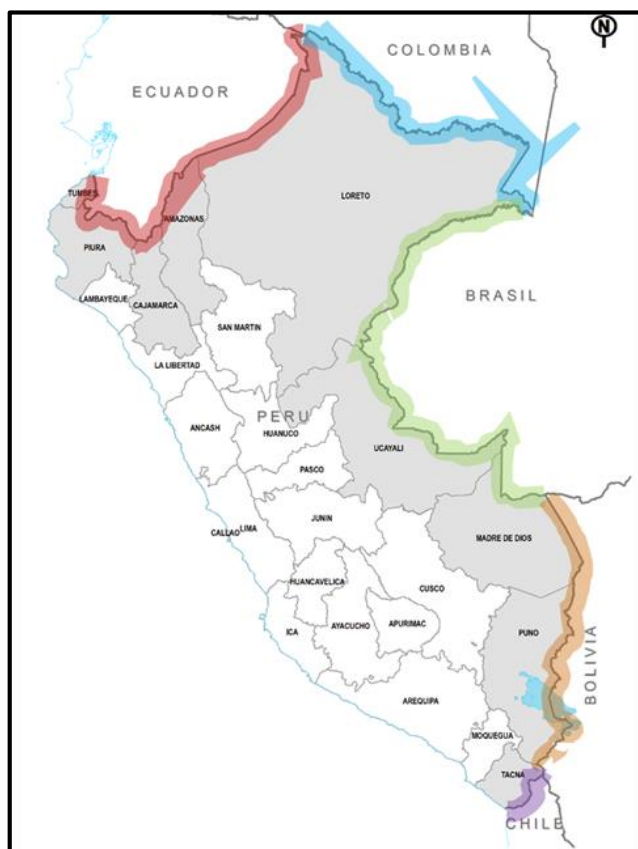 N
COLOMBIA
ECUADOR
TUMBES
LORETO
AMAZONAS
PIURA
BRASIL
LAMBAYEQUE
CAJAMARCA
SAN MARTIN
LA LIBERTAD
PERU
ANCASH
HUANUCO
UCAYALI
PASCO
CALLAO
LIMA
JUNIN
MADRE DE DIOS
HUANCAVELICA
CUSCO
ICA
AYACUCHO
APURIMAC
PUNO
BOLIVIA
AREQUIPA
MOQUEGUA
TACNA
CHILE